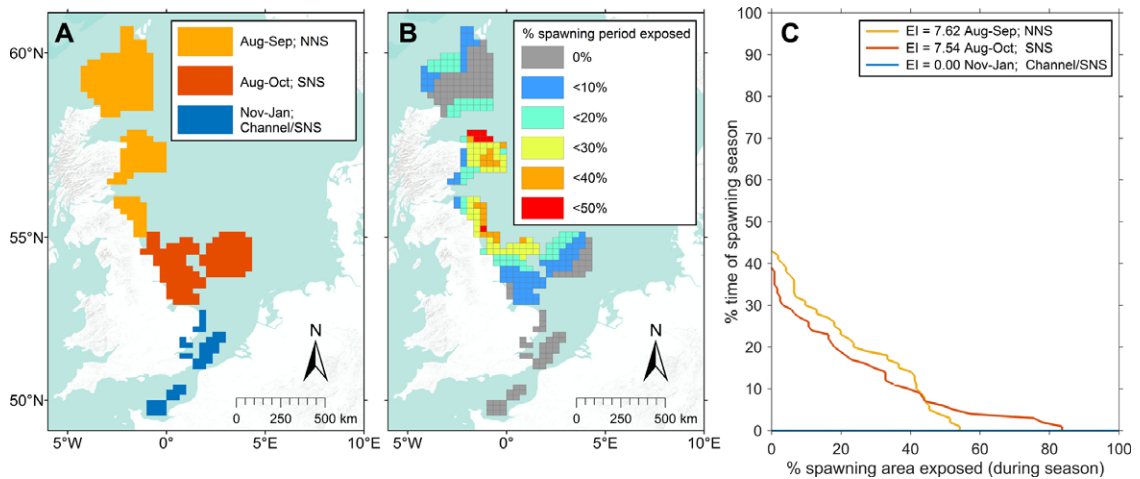 A
Aug-Sep; NNS
Aug-Oct; SNS
Nov-Jan;
Channel/SNS
60°N
55°N
50°N
5°W
0°
5°E
10°E
N
0 250 500 km
B
% spawning period exposed
0%
<10%
<20%
<30%
<40%
<50%
60°N
55°N
50°N
5°W
0°
5°E
10°E
N
0 250 500 km
C
EI = 7.62 Aug-Sep; NNS
EI = 7.54 Aug-Oct; SNS
EI = 0.00 Nov-Jan; Channel/SNS
% time of spawning season
100
90
80
70
60
50
40
30
20
10
0
0 20 40 60 80 100
% spawning area exposed (during season)